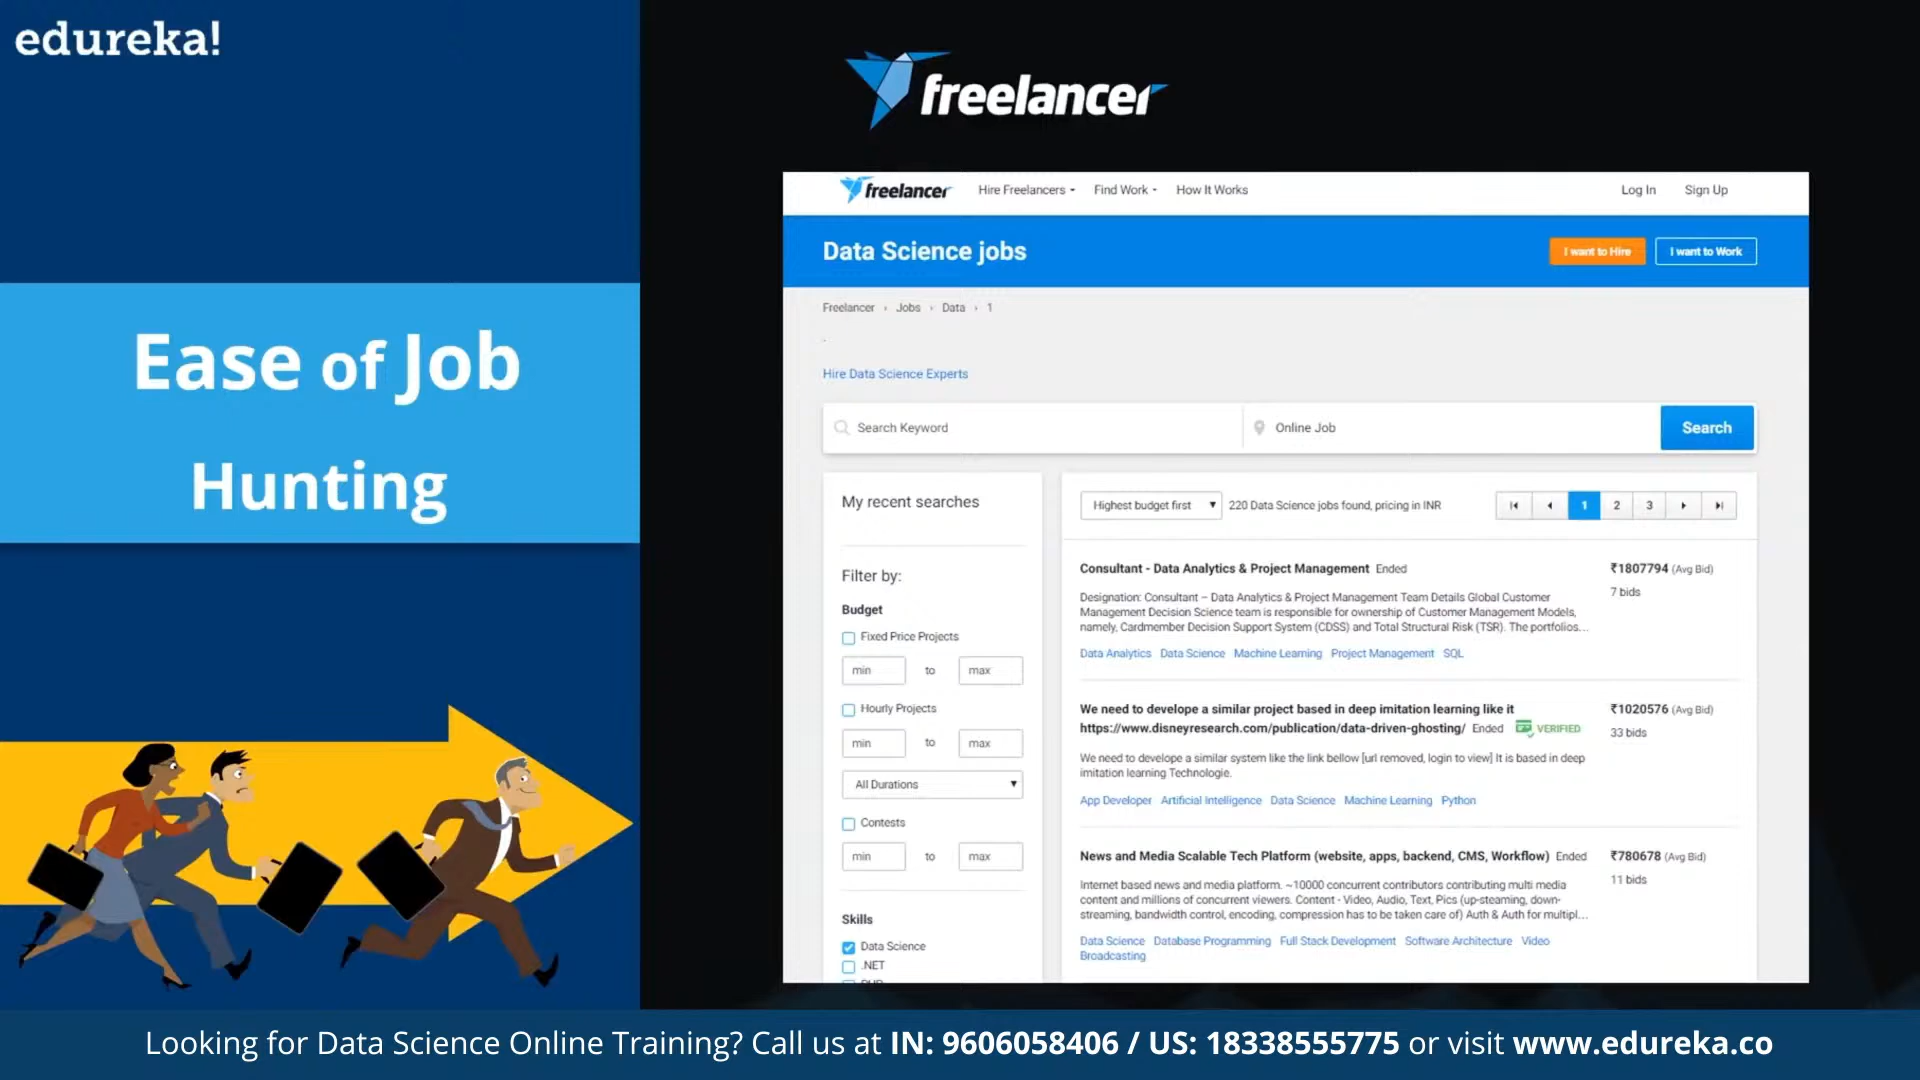 edureka!
Ease of Job
Hunting
freelancer
freelancer
Hire Freelancers
Find Work
How It Works
Log In
Sign Up
Data Science jobs
I want to Hire
I want to Work
Freelancer › Jobs › Data › 1
Hire Data Science Experts
Search Keyword
Online Job
Search
My recent searches
Filter by:
Budget
Fixed Price Projects
min to max
Hourly Projects
min to max
All Durations
Contests
min to max
Skills
Data Science
.NET
Highest budget first
220 Data Science jobs found, pricing in INR
1 2 3
Consultant - Data Analytics & Project Management Ended
₹1807794 (Avg Bid)
7 bids
Designation: Consultant – Data Analytics & Project Management Team Details Global Customer
Management Decision Science team is responsible for ownership of Customer Management Models,
namely, Cardmember Decision Support System (CDSS) and Total Structural Risk (TSR). The portfolios...
Data Analytics Data Science Machine Learning Project Management SQL
We need to develope a similar project based in deep imitation learning like it
https://www.disneyresearch.com/publication/data-driven-ghosting/ Ended VERIFIED
₹1020576 (Avg Bid)
33 bids
We need to develope a similar system like the link bellow [url removed, login to view] It is based in deep
imitation learning Technologie.
App Developer Artificial Intelligence Data Science Machine Learning Python
News and Media Scalable Tech Platform (website, apps, backend, CMS, Workflow) Ended
₹780678 (Avg Bid)
11 bids
Internet based news and media platform. ~10000 concurrent contributors contributing multi media
content and millions of concurrent viewers. Content - Video, Audio, Text, Pics (up-steaming, down-
streaming, bandwidth control, encoding, compression has to be taken care of) Auth & Auth for multipl...
Data Science Database Programming Full Stack Development Software Architecture Video
Broadcasting
Looking for Data Science Online Training? Call us at IN: 9606058406 / US: 18338555775 or visit www.edureka.co